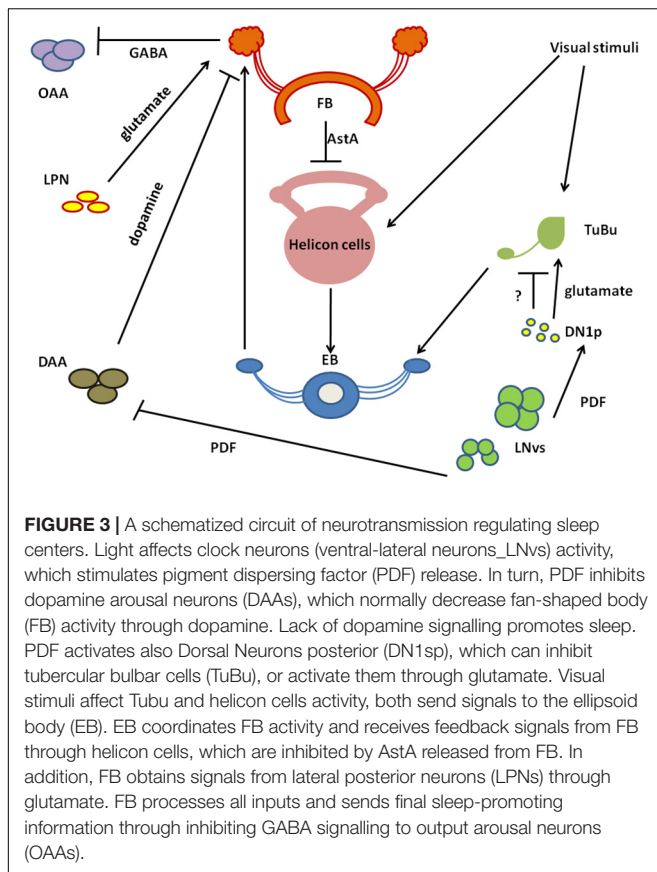 GABA
OAA
Visual stimuli
FB
glutamate
AstA
LPN
dopamine
Helicon cells
TuBu
?
glutamate
DN1p
EB
DAA
PDF
LNvs
PDF
FIGURE 3 | A schematized circuit of neurotransmission regulating sleep
centers. Light affects clock neurons (ventral-lateral neurons_LNvs) activity,
which stimulates pigment dispersing factor (PDF) release. In turn, PDF inhibits
dopamine arousal neurons (DAAs), which normally decrease fan-shaped body
(FB) activity through dopamine. Lack of dopamine signalling promotes sleep.
PDF activates also Dorsal Neurons posterior (DN1sp), which can inhibit
tubercular bulbar cells (TuBu), or activate them through glutamate. Visual
stimuli affect Tubu and helicon cells activity, both send signals to the ellipsoid
body (EB). EB coordinates FB activity and receives feedback signals from FB
through helicon cells, which are inhibited by AstA released from FB. In
addition, FB obtains signals from lateral posterior neurons (LPNs) through
glutamate. FB processes all inputs and sends final sleep-promoting
information through inhibiting GABA signalling to output arousal neurons
(OAAs).